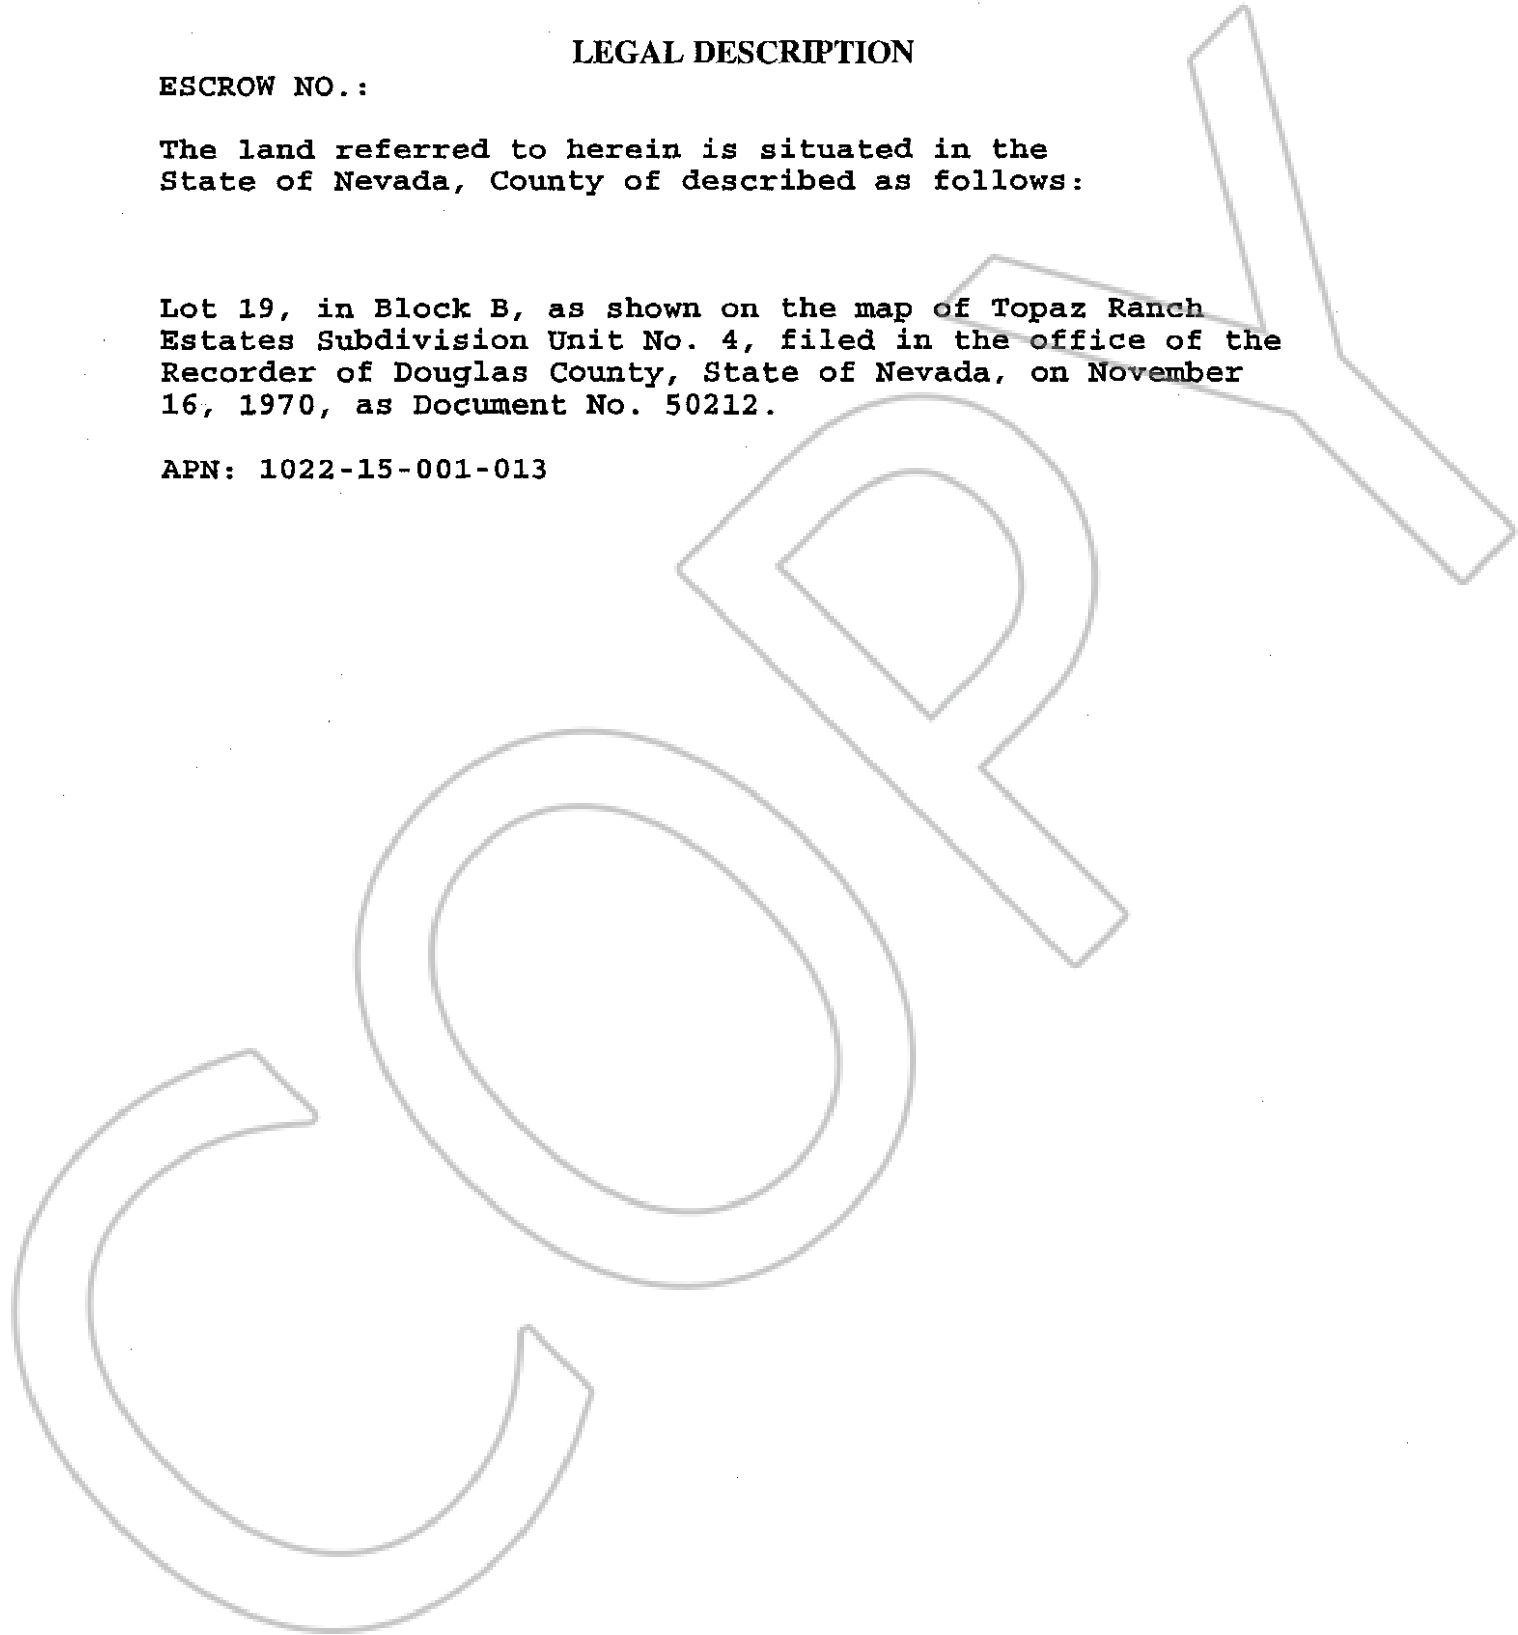 LEGAL DESCRIPTION
ESCROW NO.:
The land referred to herein is situated in the
State of Nevada, County of described as follows:
Lot 19, in Block B, as shown on the map of Topaz Ranch
Estates Subdivision Unit No. 4, filed in the office of the
Recorder of Douglas County, State of Nevada, on November
16, 1970, as Document No. 50212.
APN: 1022-15-001-013
COPY